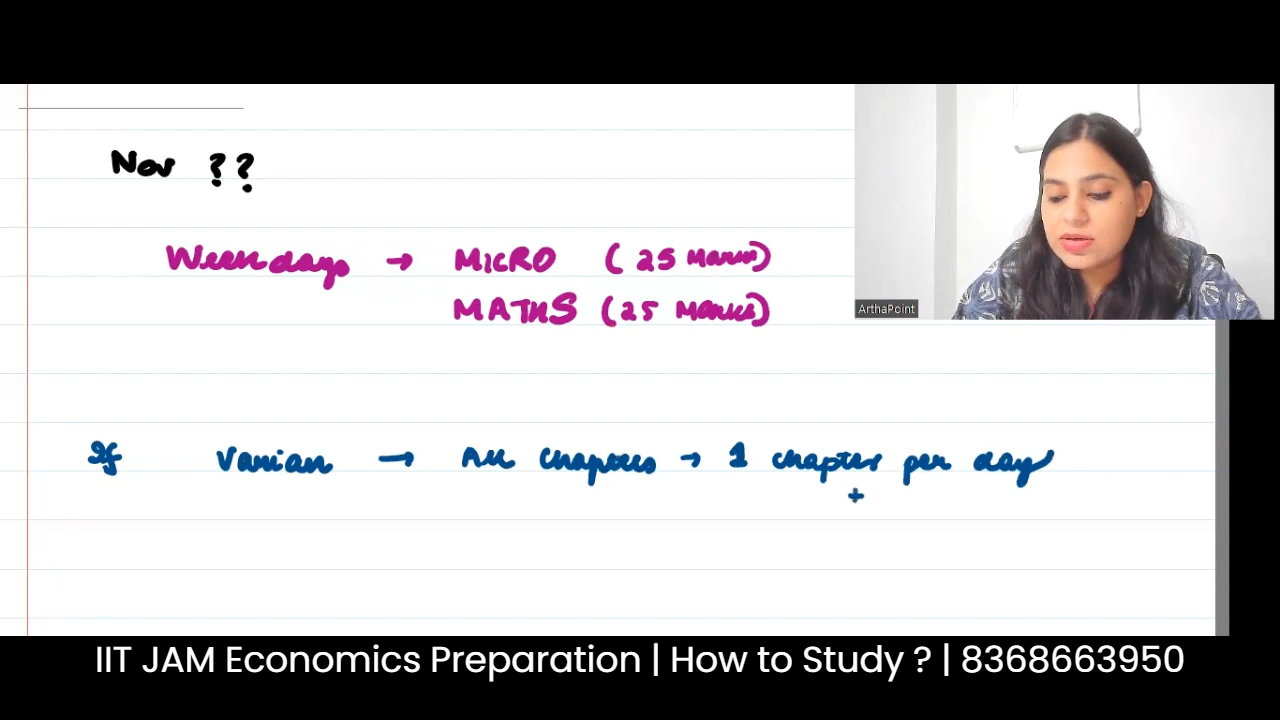 Nov ??
Weekdays → MICRO (25 Marks)
MATHS (25 Marks)
ArthaPoint
If Varian → All chapters → 1 chapter per day
+
IIT JAM Economics Preparation | How to Study ? | 8368663950